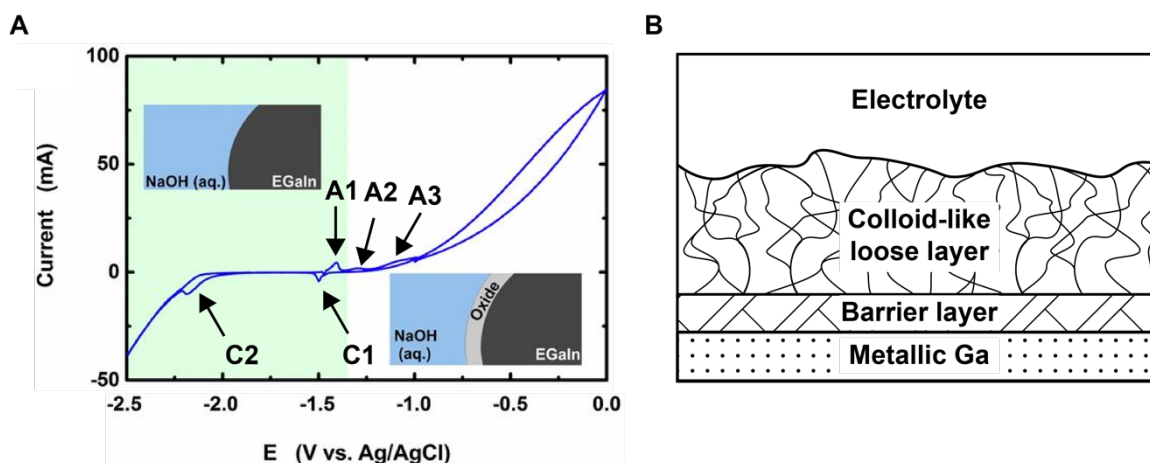 A
100
50
0
-50
Current (mA)
-2.5
-2.0
-1.5
-1.0
-0.5
0.0
E (V vs. Ag/AgCl)
NaOH (aq.)
EGaIn
A1
A2
A3
C2
C1
Oxide
NaOH
(aq.)
EGaIn
B
Electrolyte
Colloid-like
loose layer
Barrier layer
Metallic Ga